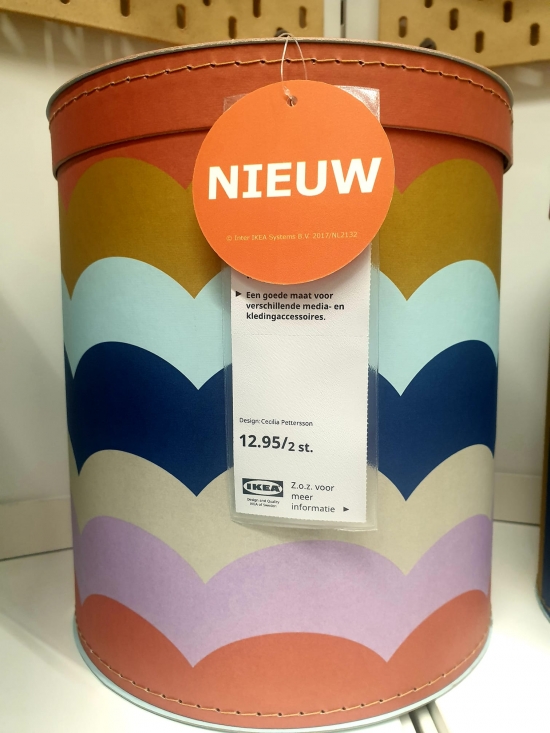 NIEUW
© Inter IKEA Systems B.V. 2017/NL2132
▶ Een goede maat voor
verschillende media- en
kledingaccessoires.
Design: Cecilia Pettersson
12.95/2 st.
IKEA
Design and Quality
IKEA of Sweden
Z.o.z. voor
meer
informatie ▶